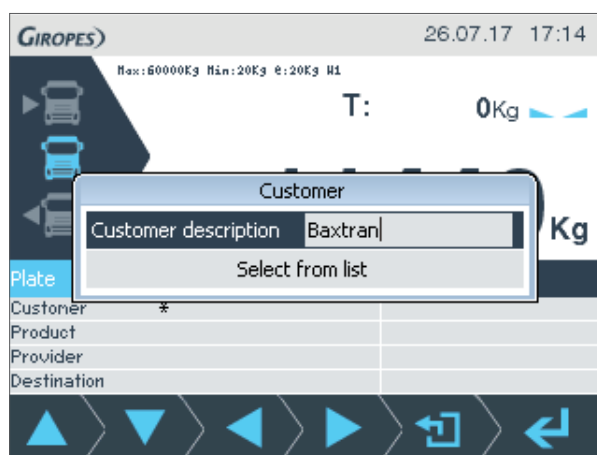 GIROPES) 26.07.17 17:14
Max:60000Kg Min:20Kg e:20Kg W1
T: 0Kg
Kg
Customer
Customer description Baxtran
Select from list
Plate
Customer *
Product
Provider
Destination